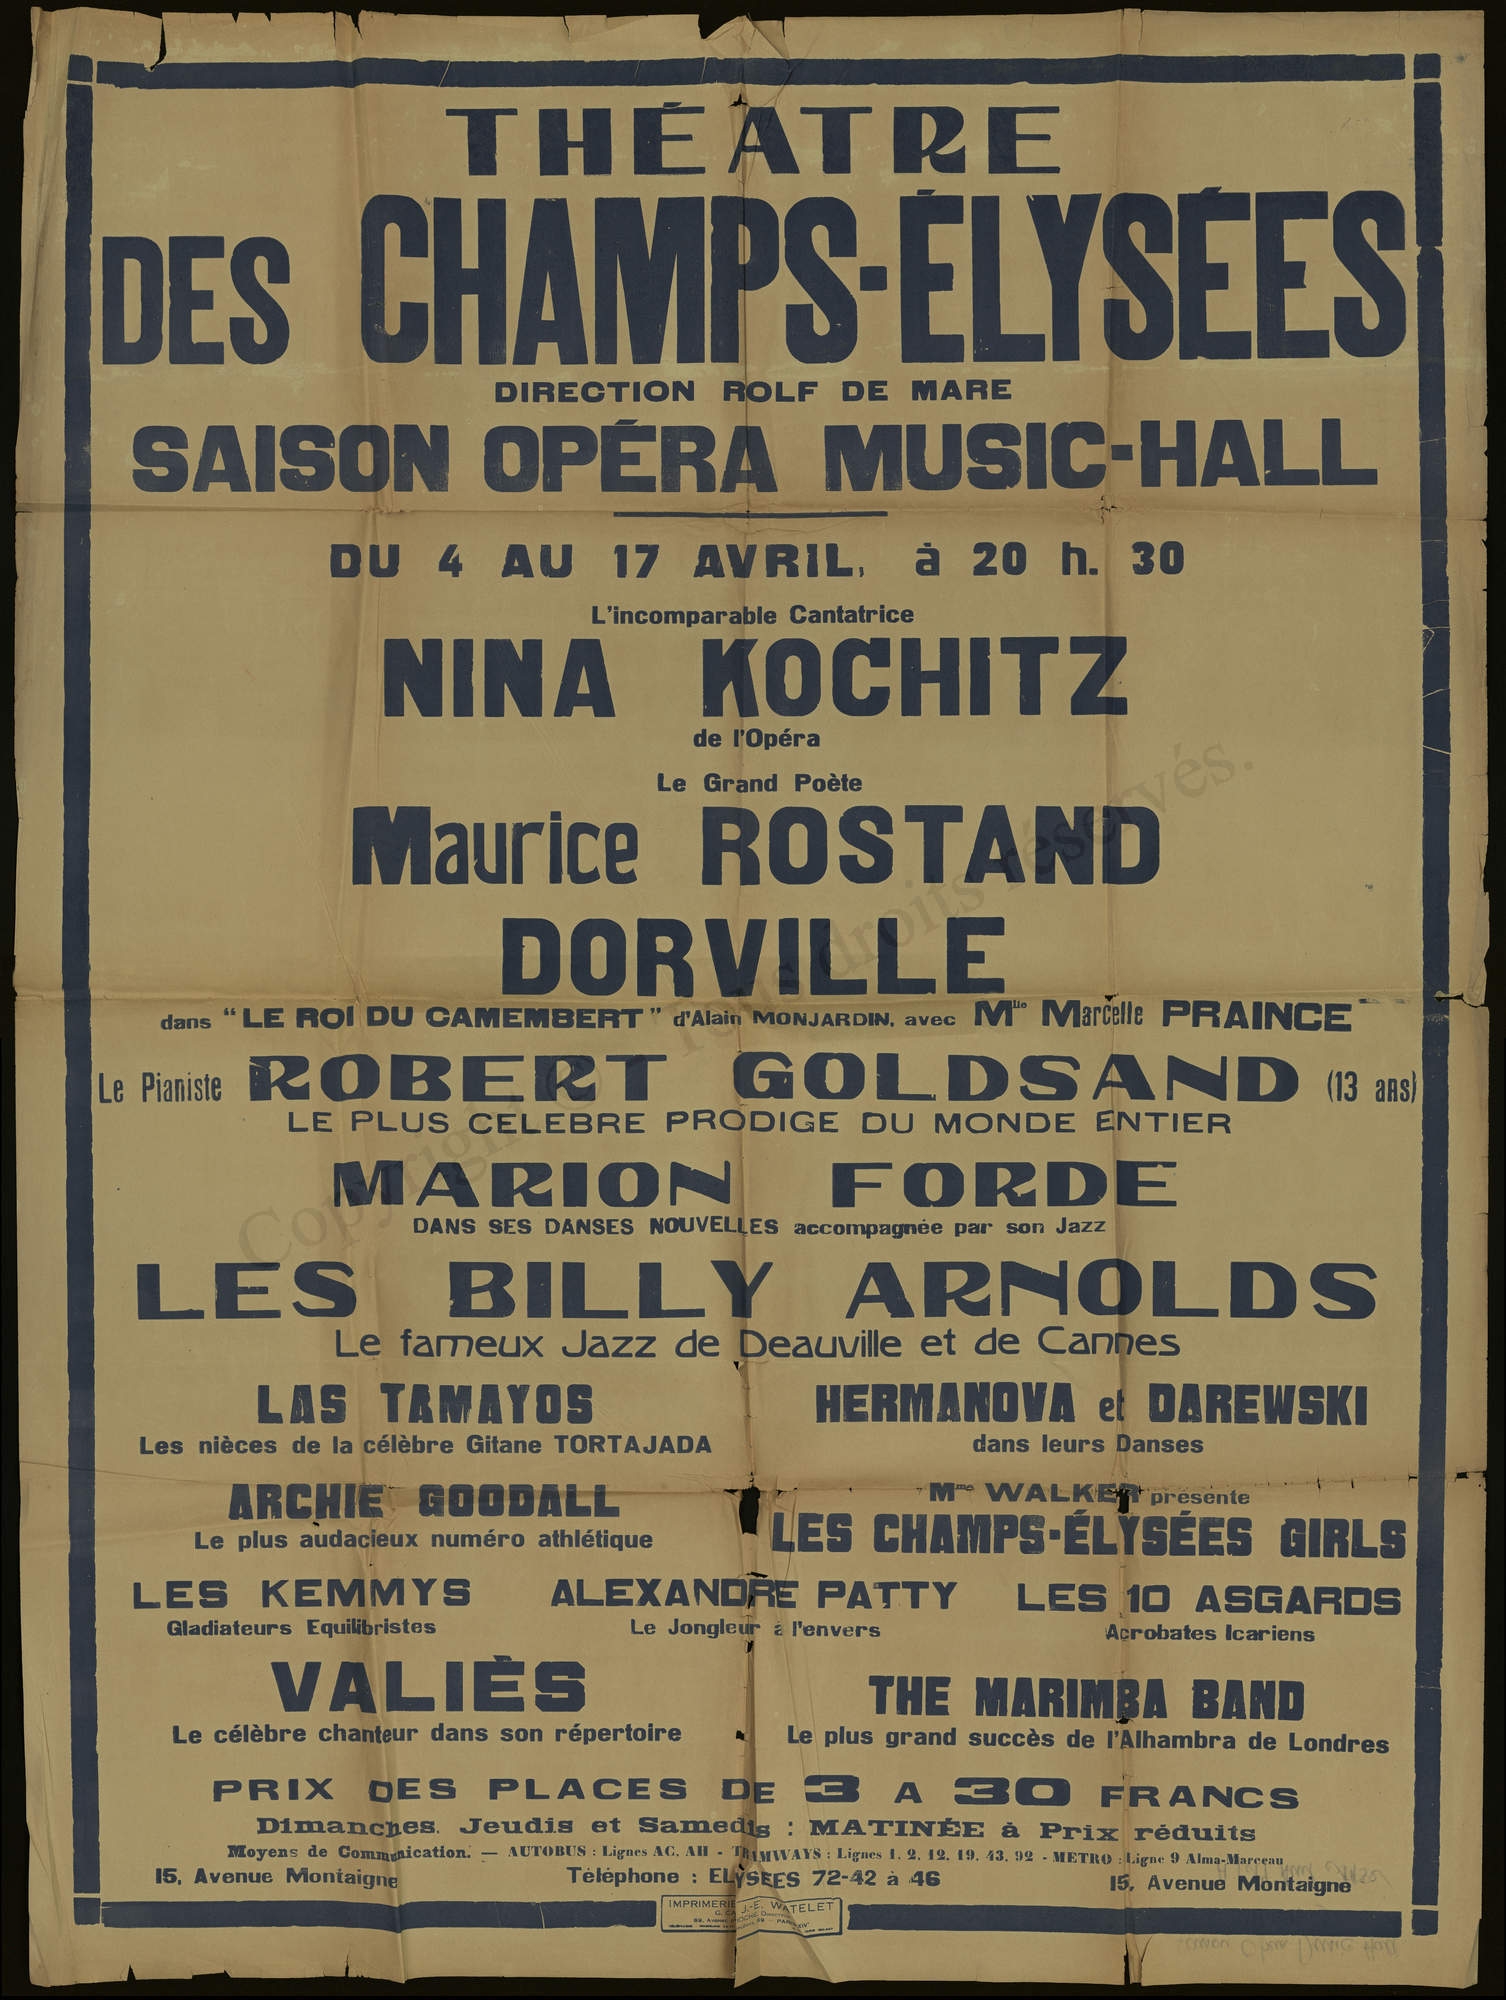 THÉATRE
DES CHAMPS-ÉLYSÉES
DIRECTION ROLF DE MARE
SAISON OPÉRA MUSIC-HALL
DU 4 AU 17 AVRIL, à 20 h. 30
L'incomparable Cantatrice
NINA KOCHITZ
de l'Opéra
Le Grand Poète
Maurice ROSTAND
DORVILLE
dans "LE ROI DU CAMEMBERT" d'Alain MONJARDIN, avec Mlle Marcelle PRAINCE
Le Pianiste ROBERT GOLDSAND (13 ans)
LE PLUS CELEBRE PRODIGE DU MONDE ENTIER
MARION FORDE
DANS SES DANSES NOUVELLES accompagnée par son Jazz
LES BILLY ARNOLDS
Le fameux Jazz de Deauville et de Cannes
LAS TAMAYOS
Les nièces de la célèbre Gitane TORTAJADA
HERMANOVA et DAREWSKI
dans leurs Danses
ARCHIE GOODALL
Le plus audacieux numéro athlétique
Mme WALKER présente
LES CHAMPS-ÉLYSÉES GIRLS
LES KEMMYS
Gladiateurs Equilibristes
ALEXANDRE PATTY
Le Jongleur à l'envers
LES 10 ASGARDS
Acrobates Icariens
VALIÈS
Le célèbre chanteur dans son répertoire
THE MARIMBA BAND
Le plus grand succès de l'Alhambra de Londres
PRIX DES PLACES DE 3 A 30 FRANCS
Dimanches, Jeudis et Samedis : MATINÉE à Prix réduits
Moyens de Communication. — AUTOBUS : Lignes AC. AH - TRAMWAYS : Lignes 1, 2, 12, 19, 43, 92 - METRO : Ligne 9 Alma-Marceau
15, Avenue Montaigne Téléphone : ELYSEES 72-42 à 46 15, Avenue Montaigne
IMPRIMERIE J.-E. WATELET
Copyright © - Tous droits réservés.